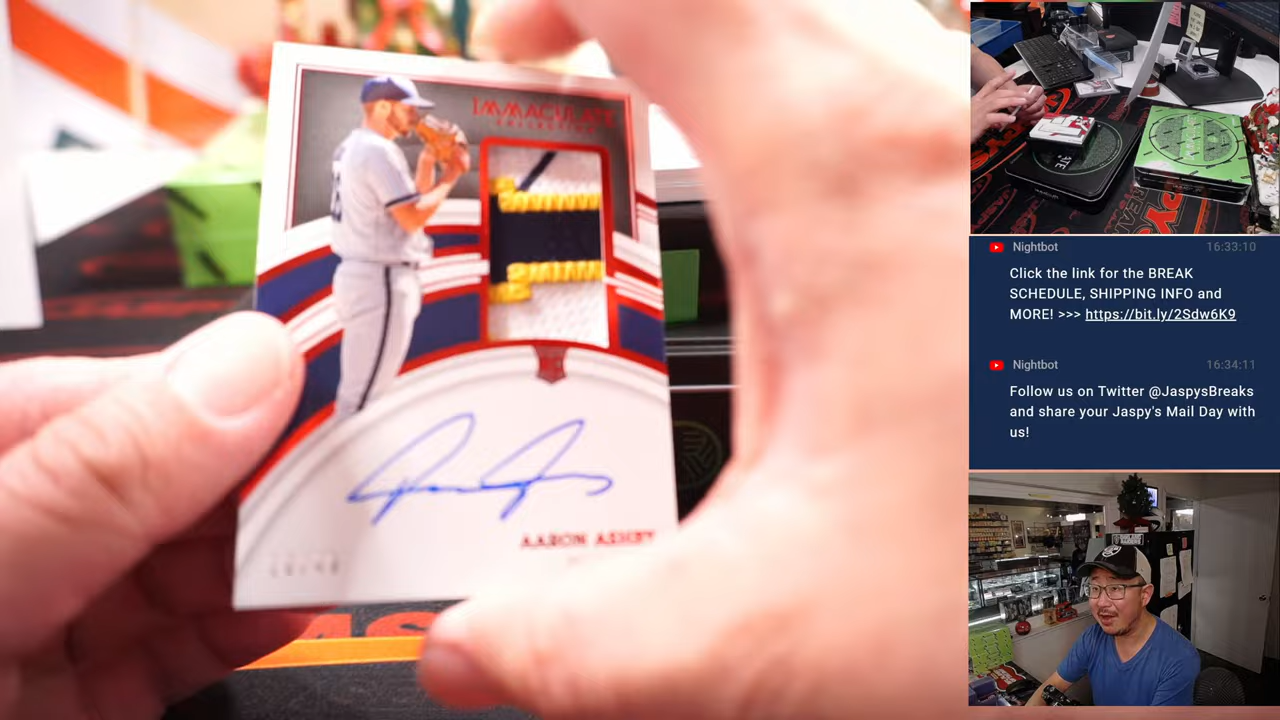 IMMACULATE
COLLECTION
RC
AARON ASHBY
Nightbot 16:33:10
Click the link for the BREAK
SCHEDULE, SHIPPING INFO and
MORE! >>> https://bit.ly/2Sdw6K9
Nightbot 16:34:11
Follow us on Twitter @JaspysBreaks
and share your Jaspy's Mail Day with
us!